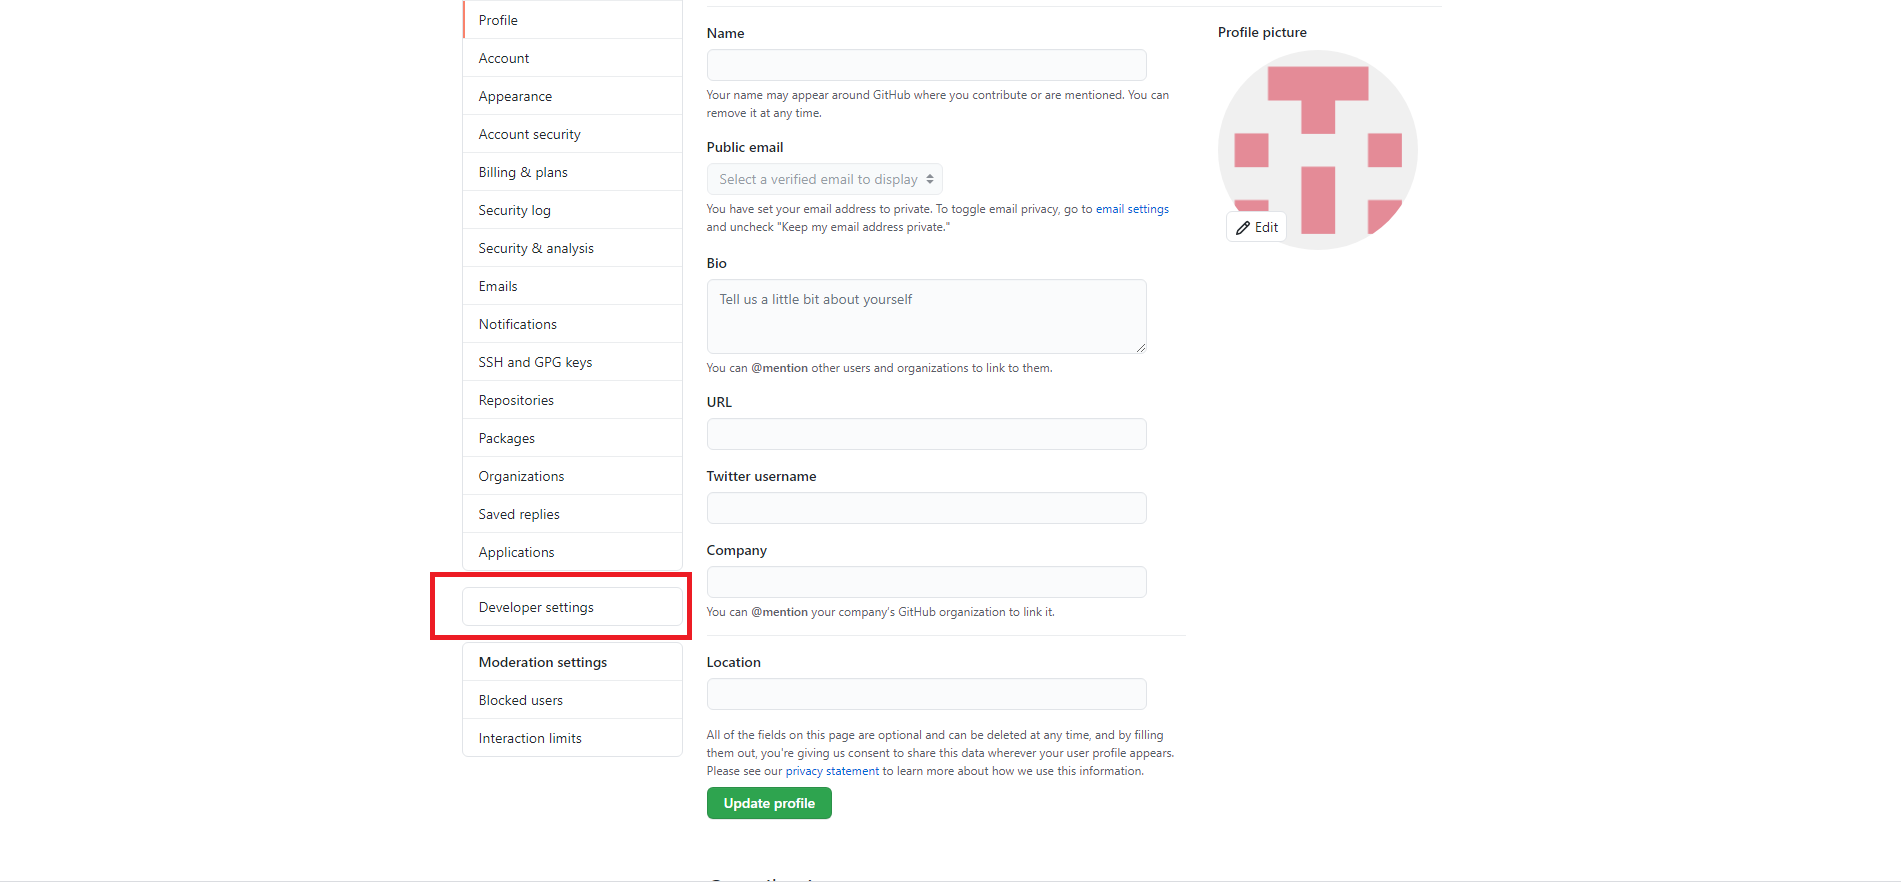 Profile
Account
Appearance
Account security
Billing & plans
Security log
Security & analysis
Emails
Notifications
SSH and GPG keys
Repositories
Packages
Organizations
Saved replies
Applications
Developer settings
Moderation settings
Blocked users
Interaction limits
Name
Your name may appear around GitHub where you contribute or are mentioned. You can
remove it at any time.
Public email
Select a verified email to display
You have set your email address to private. To toggle email privacy, go to email settings
and uncheck "Keep my email address private."
Bio
Tell us a little bit about yourself
You can @mention other users and organizations to link to them.
URL
Twitter username
Company
You can @mention your company's GitHub organization to link it.
Location
All of the fields on this page are optional and can be deleted at any time, and by filling
them out, you're giving us consent to share this data wherever your user profile appears.
Please see our privacy statement to learn more about how we use this information.
Update profile
Profile picture
Edit